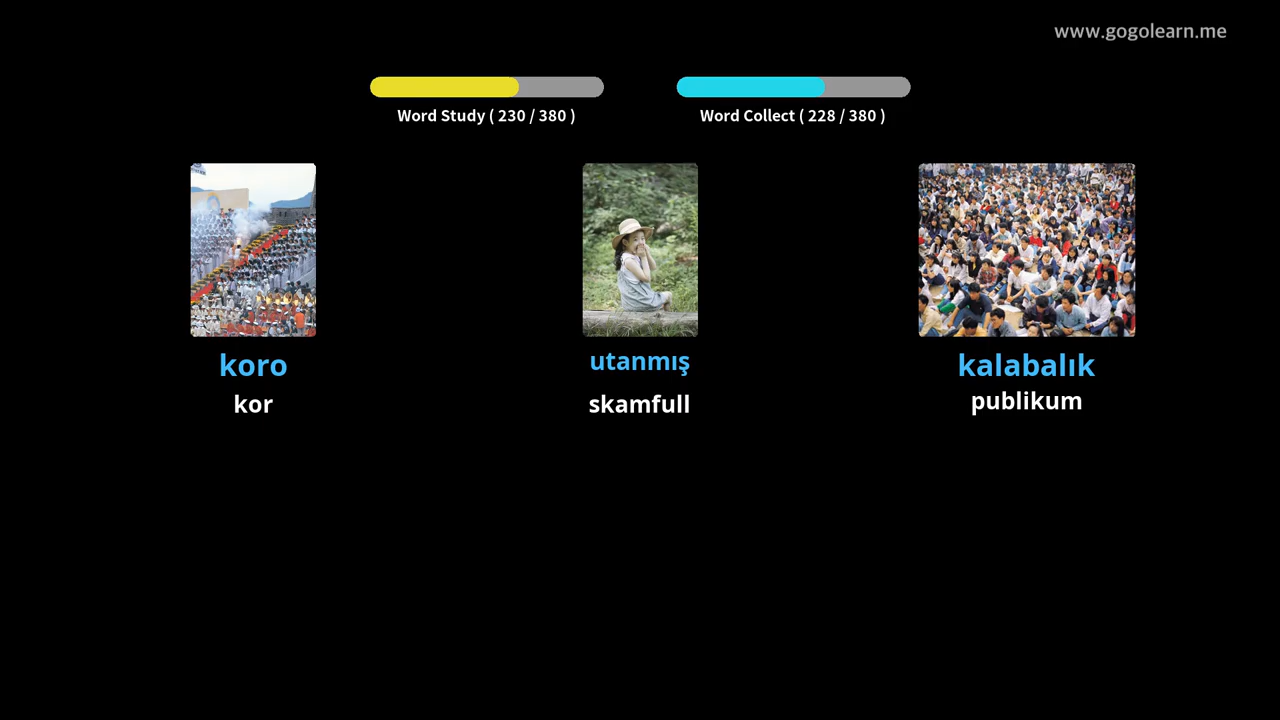 www.gogolearn.me
Word Study ( 230 / 380 )
Word Collect ( 228 / 380 )
koro
kor
utanmış
skamfull
kalabalık
publikum